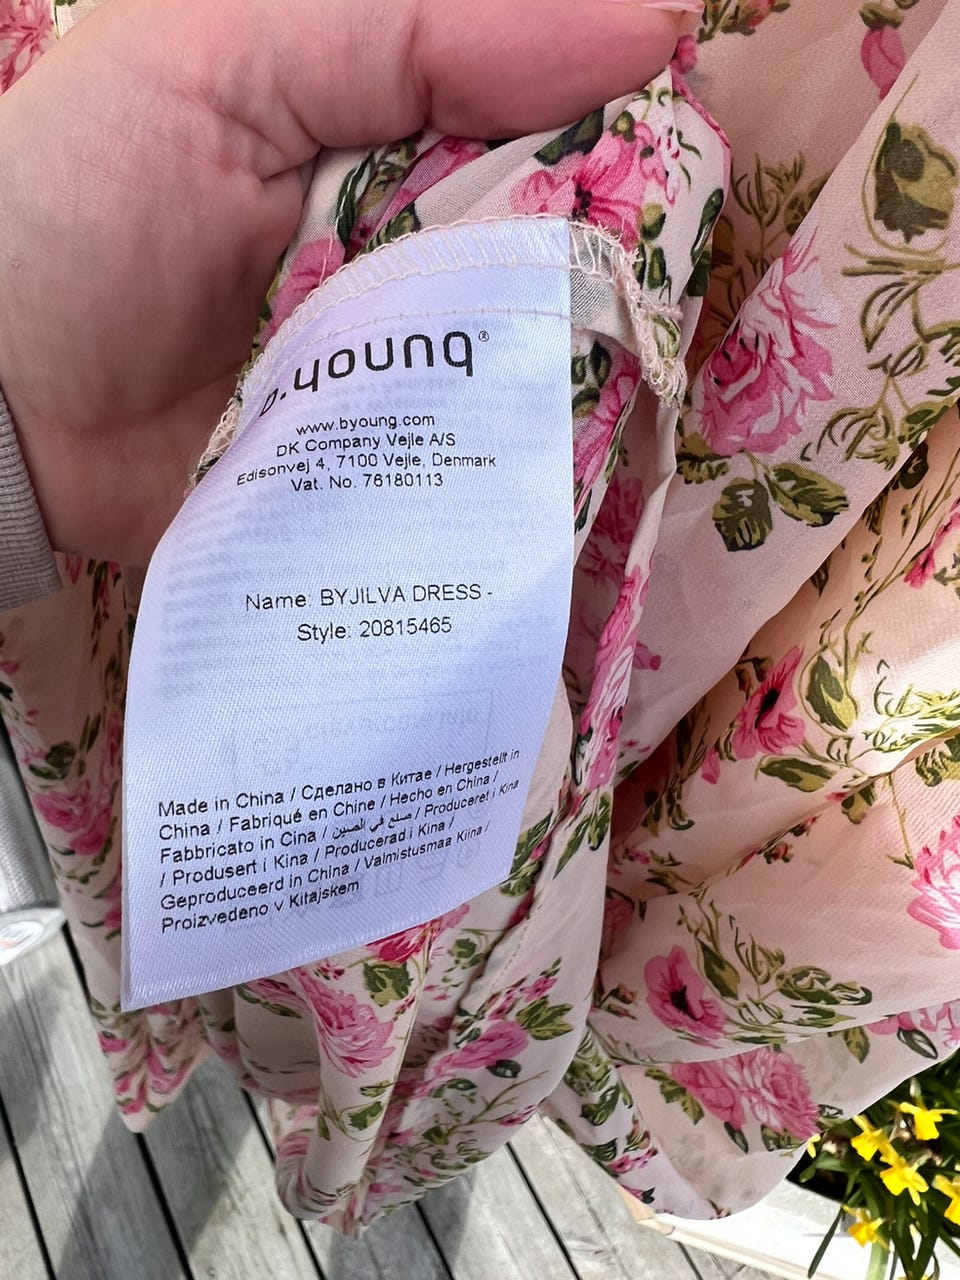 b.young®
www.byoung.com
DK Company Vejle A/S
Edisonvej 4, 7100 Vejle, Denmark
Vat. No. 76180113
Name: BYJILVA DRESS -
Style: 20815465
Made in China / Сделано в Китае / Hergestellt in
China / Fabriqué en Chine / Hecho en China /
Fabbricato in Cina / صنع في الصين / Produceret i Kina
/ Produsert i Kina / Producerad i Kina /
Geproduceerd in China / Valmistusmaa Kiina /
Proizvedeno v Kitajskem